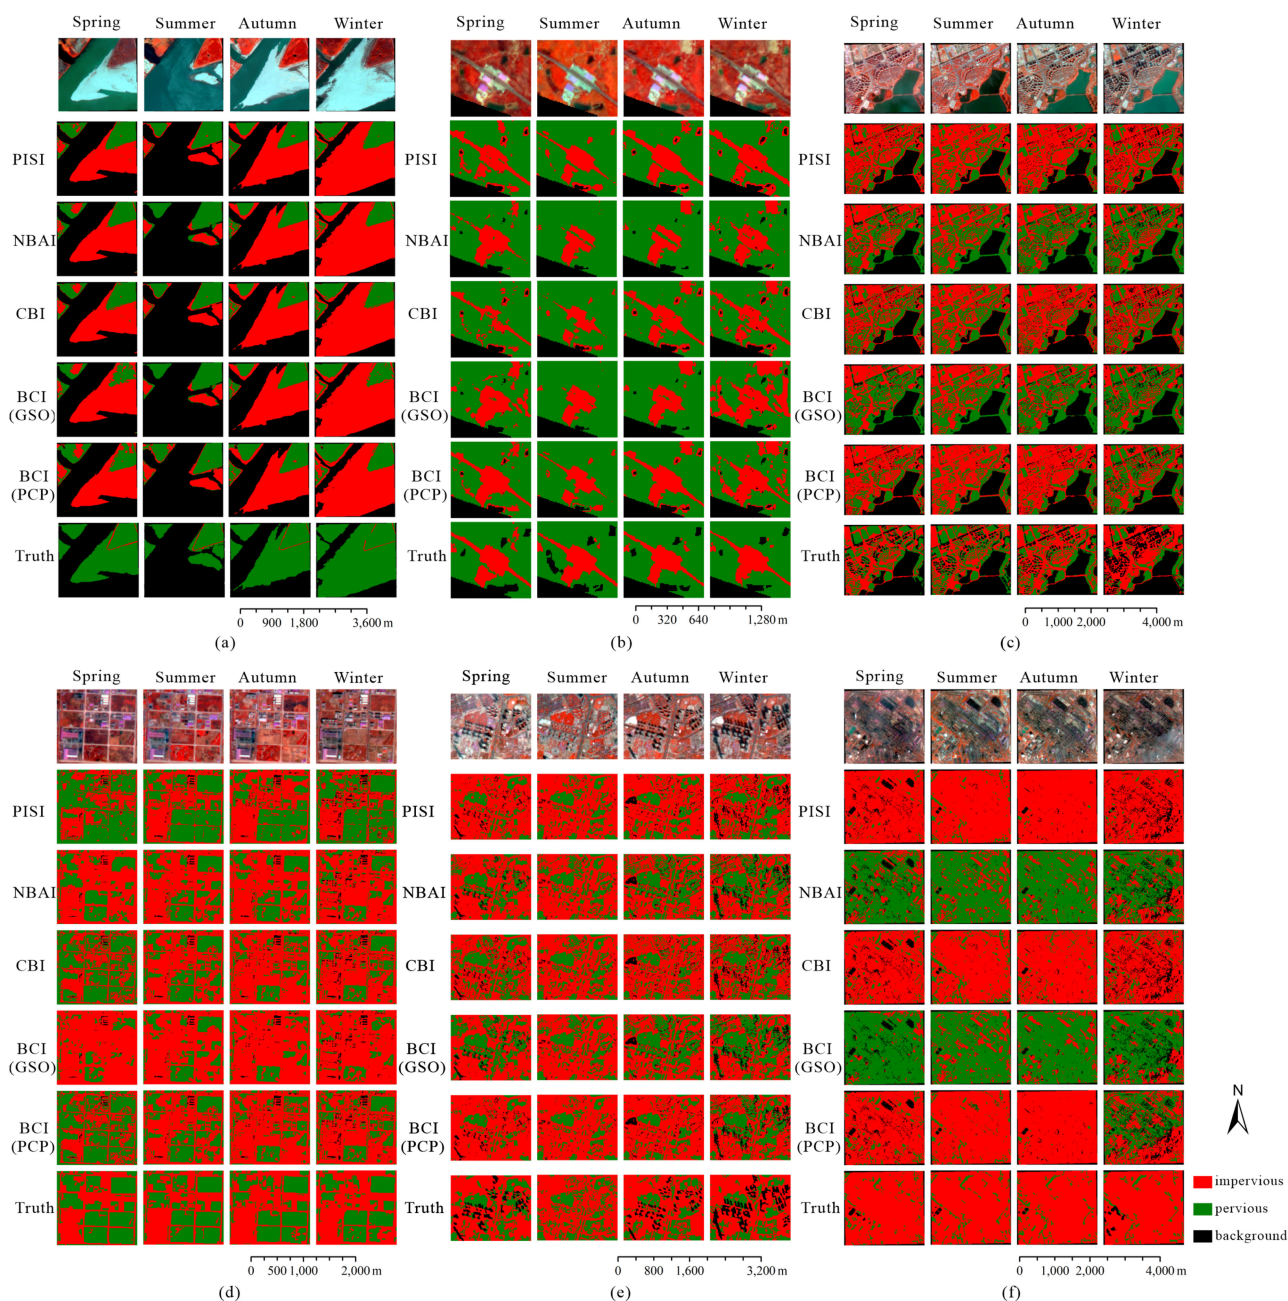 Spring Summer Autumn Winter
PISI
NBAI
CBI
BCI
(GSO)
BCI
(PCP)
Truth
0 900 1,800 3,600 m
(a)
Spring Summer Autumn Winter
PISI
NBAI
CBI
BCI
(GSO)
BCI
(PCP)
Truth
0 320 640 1,280 m
(b)
Spring Summer Autumn Winter
PISI
NBAI
CBI
BCI
(GSO)
BCI
(PCP)
Truth
0 1,000 2,000 4,000 m
(c)
Spring Summer Autumn Winter
PISI
NBAI
CBI
BCI
(GSO)
BCI
(PCP)
Truth
0 500 1,000 2,000 m
(d)
Spring Summer Autumn Winter
PISI
NBAI
CBI
BCI
(GSO)
BCI
(PCP)
Truth
0 800 1,600 3,200 m
(e)
Spring Summer Autumn Winter
PISI
NBAI
CBI
BCI
(GSO)
BCI
(PCP)
Truth
0 1,000 2,000 4,000 m
(f)
N
impervious
pervious
background